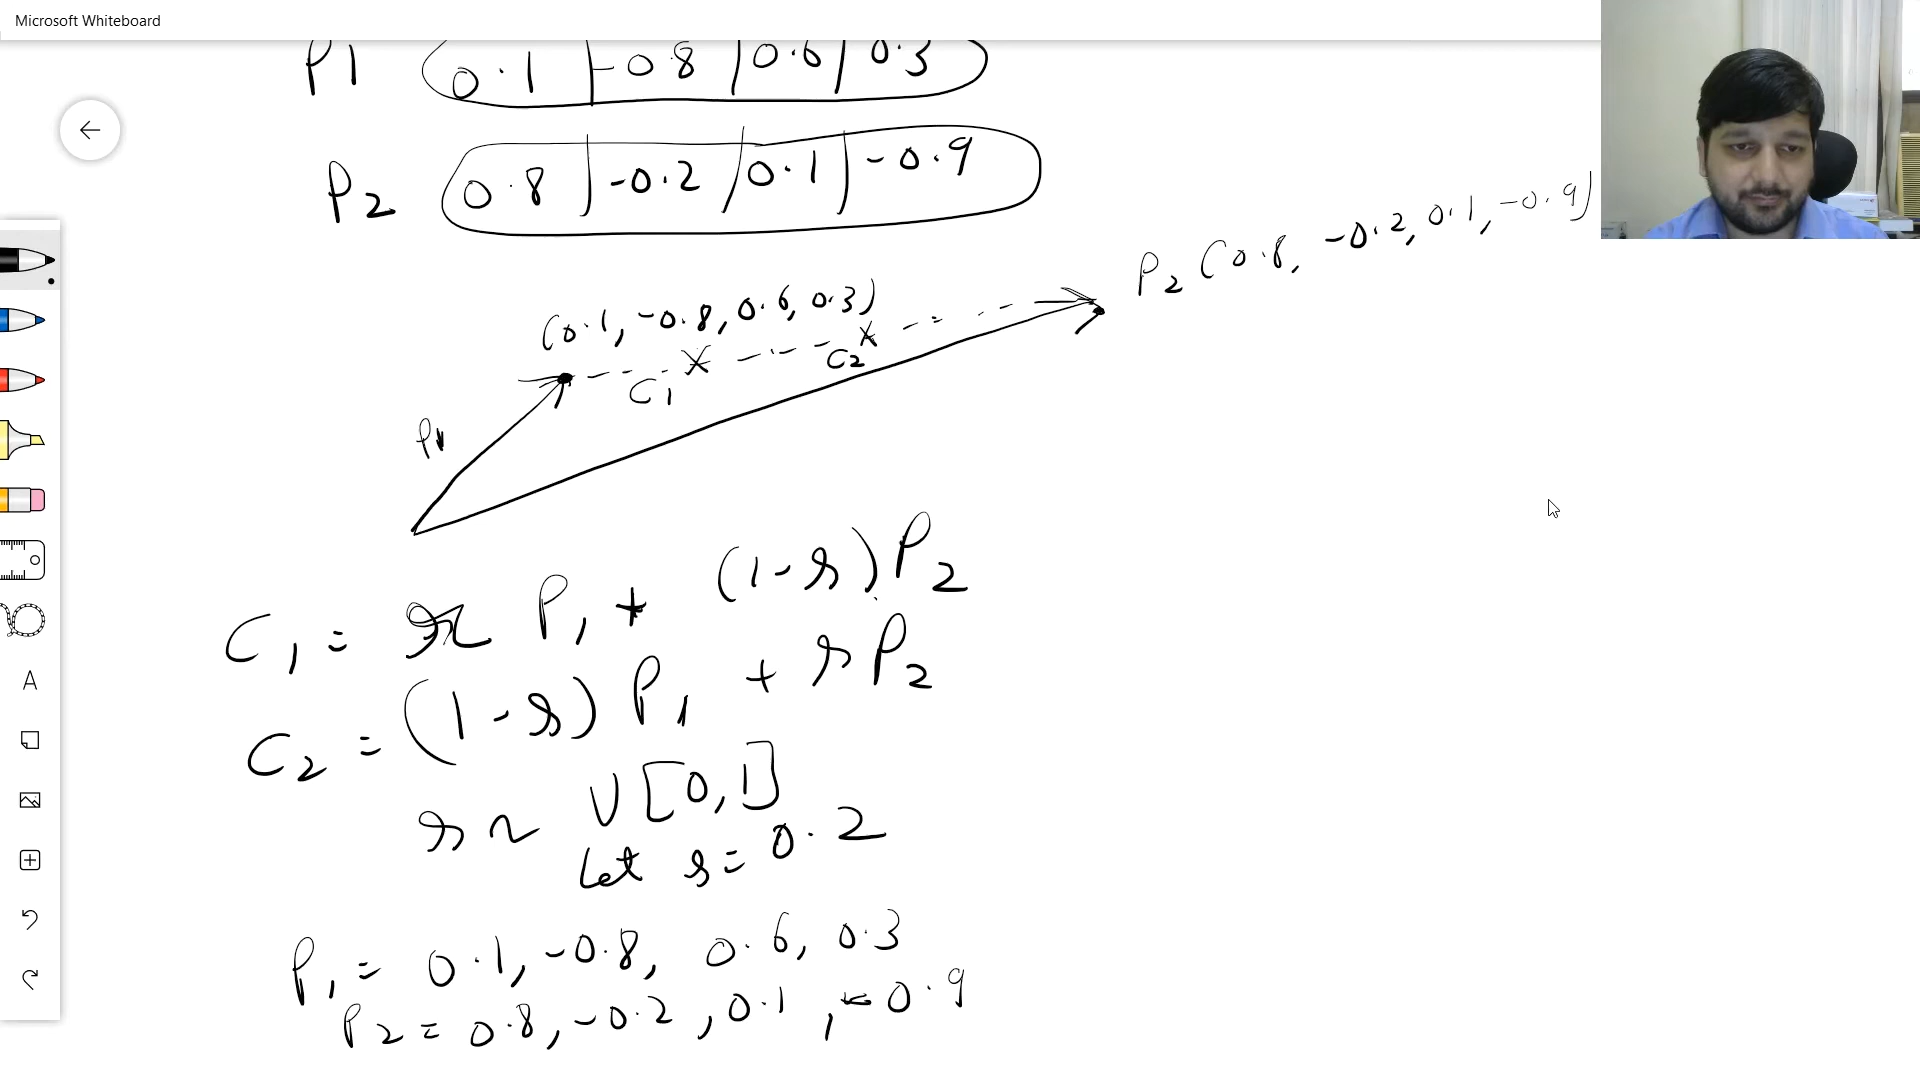 Microsoft Whiteboard
P1 0.1 | -0.8 | 0.6 | 0.3
P2 0.8 | -0.2 | 0.1 | -0.9
P2 (0.8, -0.2, 0.1, -0.9)
(0.1, -0.8, 0.6, 0.3)
C1 C2
P1
C1 = r P1 + (1-r) P2
C2 = (1-r) P1 + r P2
r ~ U[0,1]
Let r = 0.2
P1 = 0.1, -0.8, 0.6, 0.3
P2 = 0.8, -0.2, 0.1, -0.9
A